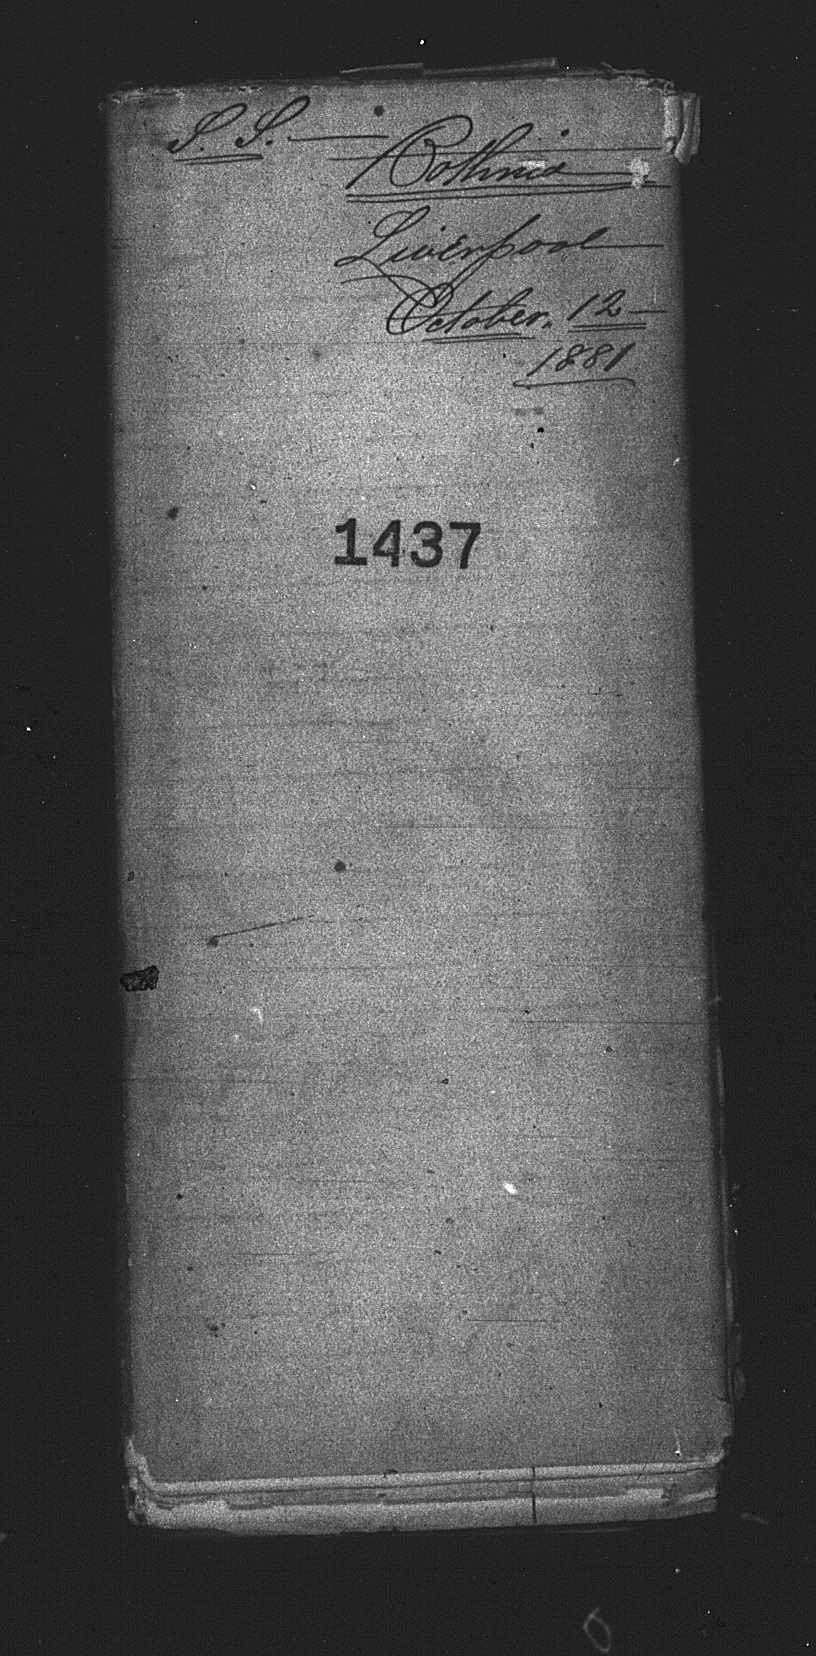 S. S. — Bothnia
Liverpool
October. 12 —
1881
1437